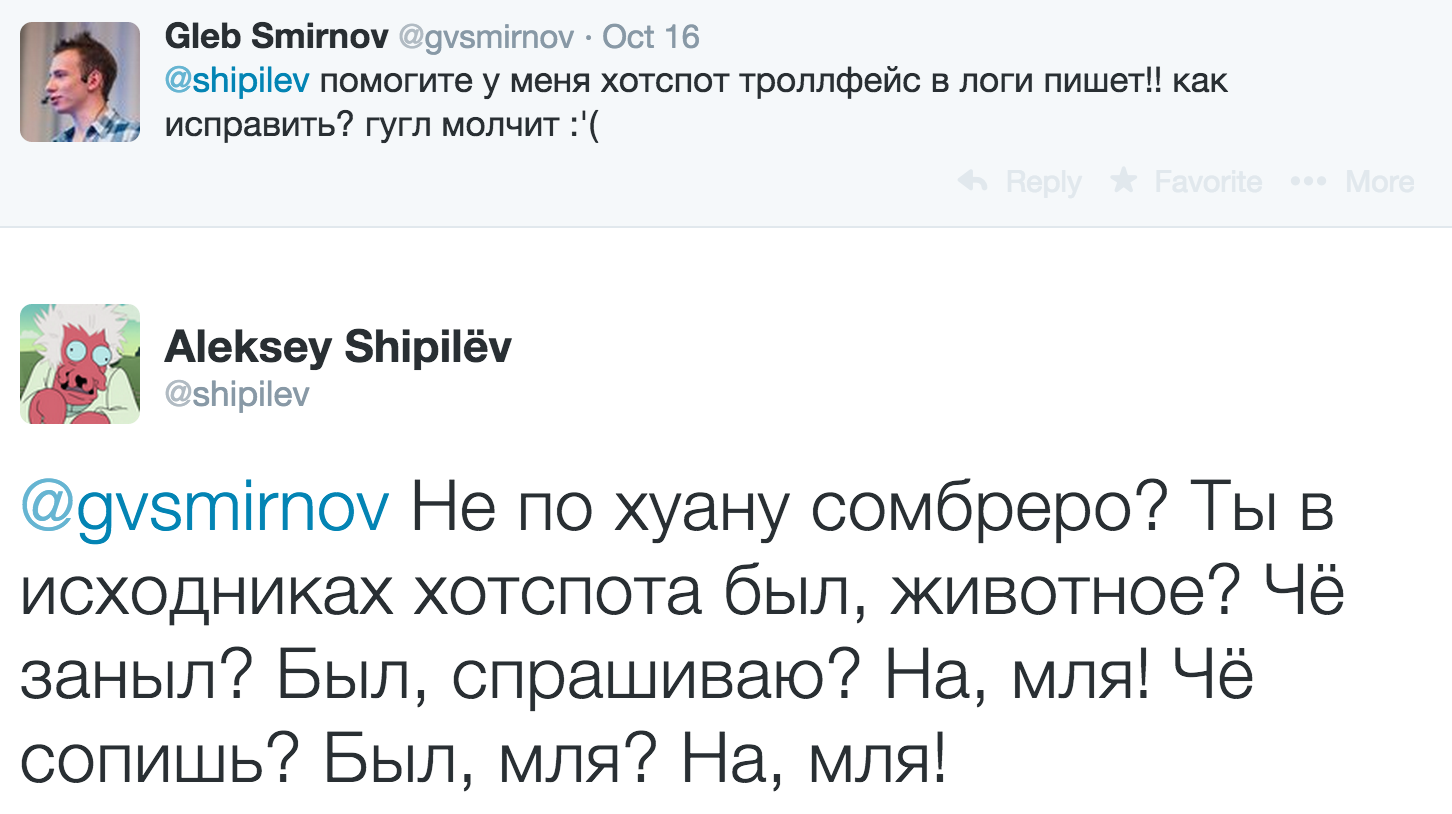 Gleb Smirnov @gvsmirnov · Oct 16
@shipilev помогите у меня хотспот троллфейс в логи пишет!! как
исправить? гугл молчит :'(
Reply Favorite More
Aleksey Shipilёv
@shipilev
@gvsmirnov Не по хуану сомбреро? Ты в
исходниках хотспота был, животное? Чё
заныл? Был, спрашиваю? На, мля! Чё
сопишь? Был, мля? На, мля!